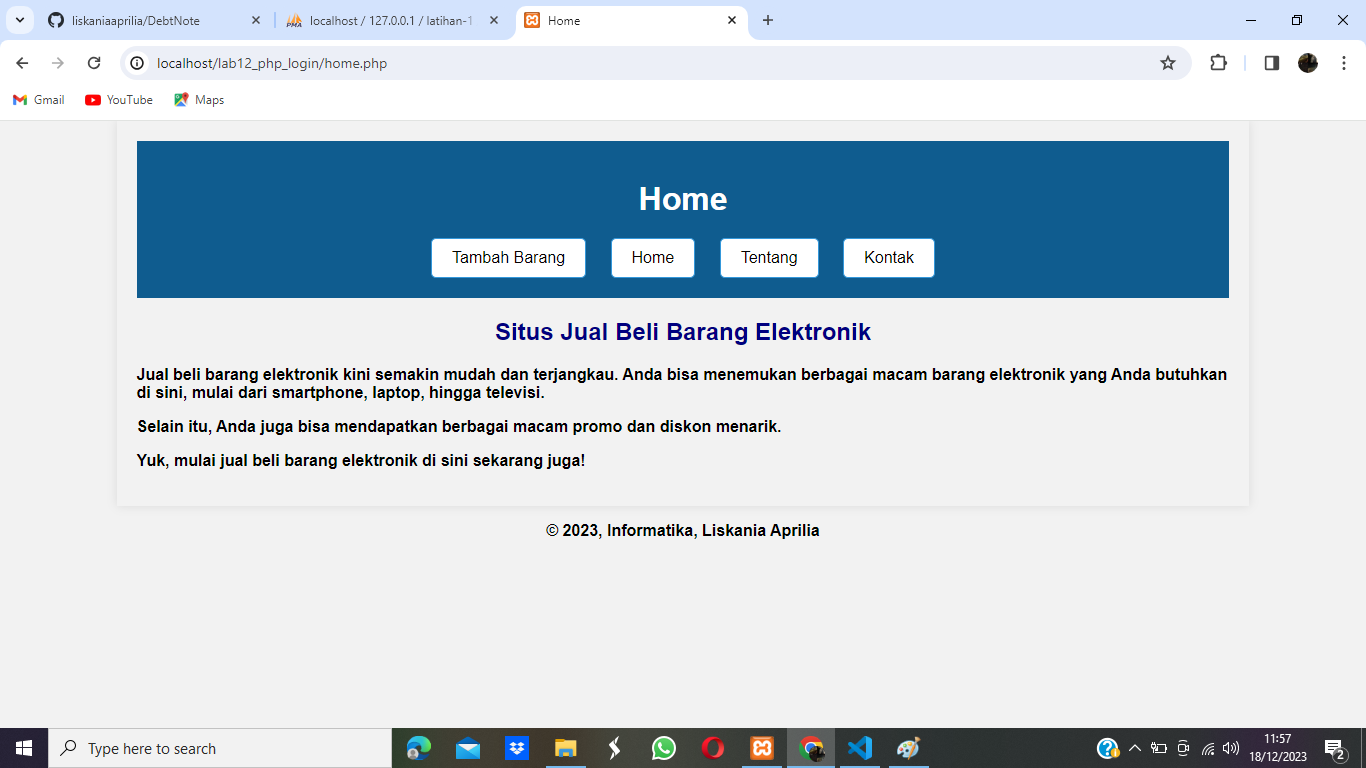 liskaniaaprilia/DebtNote
localhost / 127.0.0.1 / latihan-1
Home
localhost/lab12_php_login/home.php
Gmail
YouTube
Maps
Home
Tambah Barang
Home
Tentang
Kontak
Situs Jual Beli Barang Elektronik
Jual beli barang elektronik kini semakin mudah dan terjangkau. Anda bisa menemukan berbagai macam barang elektronik yang Anda butuhkan
di sini, mulai dari smartphone, laptop, hingga televisi.
Selain itu, Anda juga bisa mendapatkan berbagai macam promo dan diskon menarik.
Yuk, mulai jual beli barang elektronik di sini sekarang juga!
© 2023, Informatika, Liskania Aprilia
Type here to search
11:57
18/12/2023
2